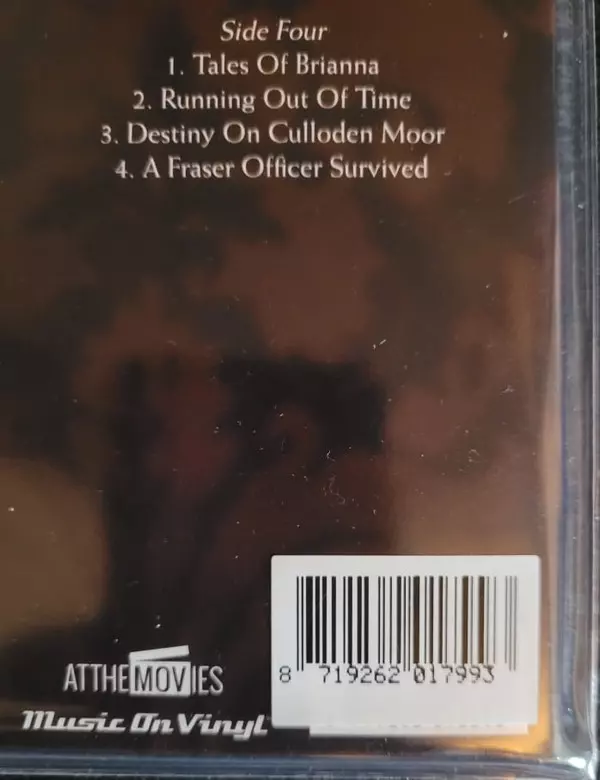 Side Four
1. Tales Of Brianna
2. Running Out Of Time
3. Destiny On Culloden Moor
4. A Fraser Officer Survived
ATTHEMOVIES
Music On Vinyl
8 719262 017993